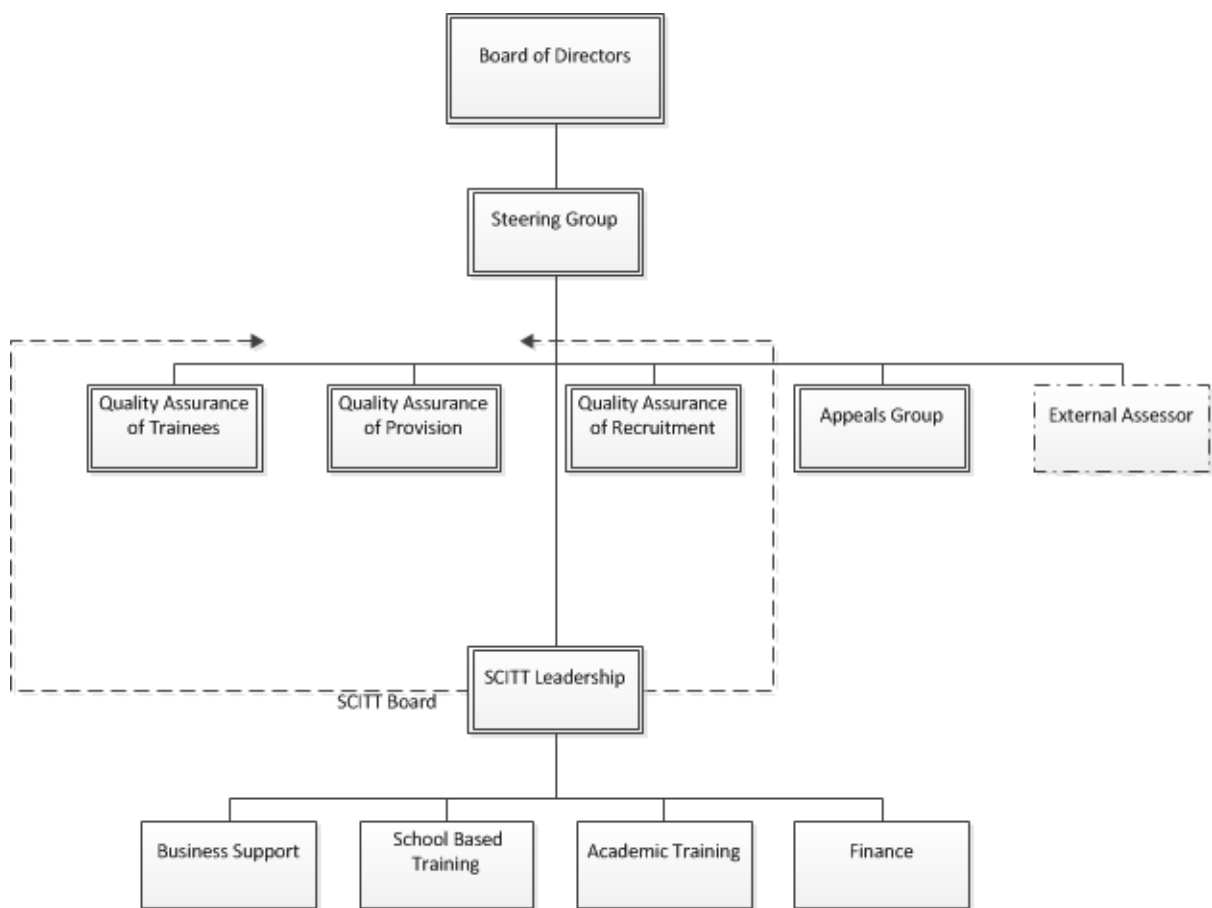 Board of Directors
Steering Group
Quality Assurance
of Trainees
Quality Assurance
of Provision
Quality Assurance
of Recruitment
Appeals Group
External Assessor
SCITT Leadership
SCITT Board
Business Support
School Based
Training
Academic Training
Finance